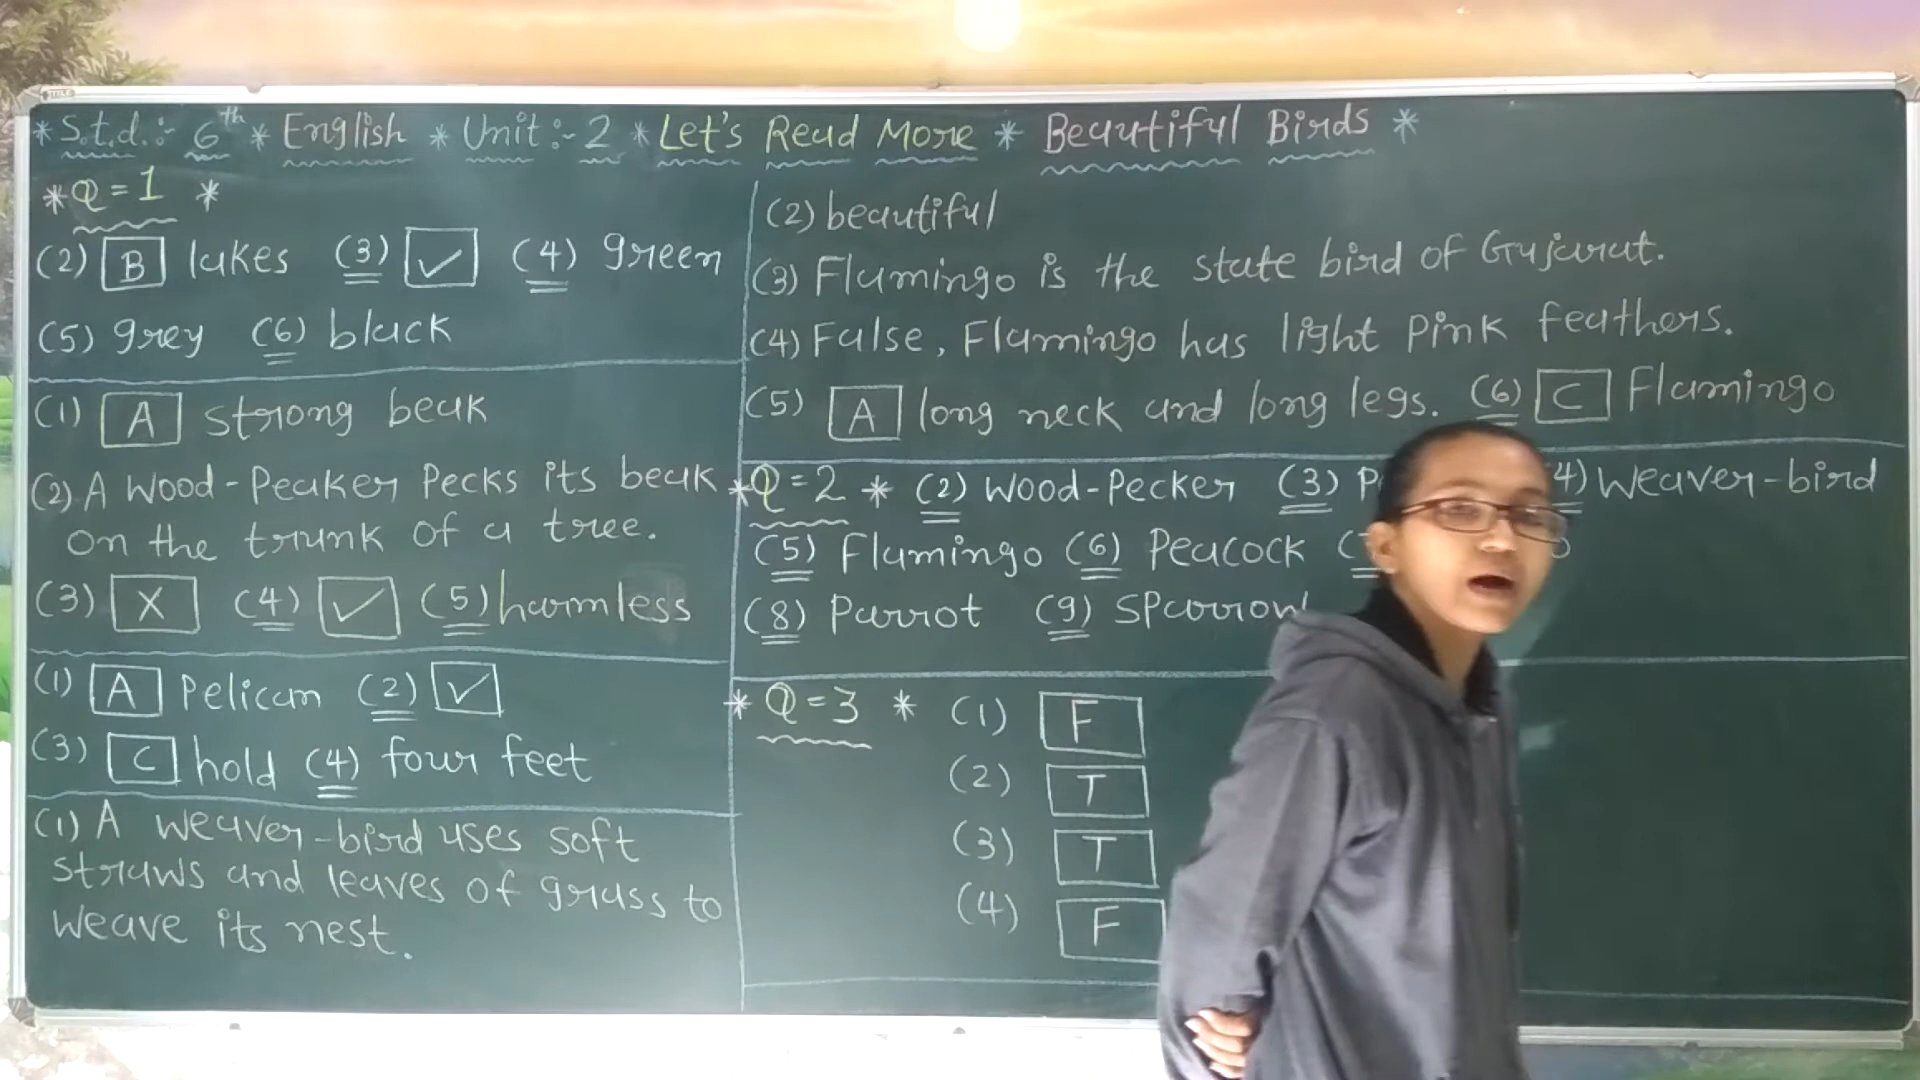 * S.t.d.:- 6th * English * Unit:- 2 * Let's Read More * Beautiful Birds *
* Q=1 *
(2) B lakes (3) ✓ (4) green
(5) grey (6) black
(1) A strong beak
(2) A Wood-Peaker Pecks its beak
on the trunk of a tree.
(3) X (4) ✓ (5) harmless
(1) A Pelican (2) ✓
(3) C hold (4) four feet
(1) A weaver-bird uses soft
straws and leaves of grass to
weave its nest.
(2) beautiful
(3) Flamingo is the state bird of Gujarat.
(4) False, Flamingo has light Pink feathers.
(5) A long neck and long legs. (6) C Flamingo
* Q=2 * (2) Wood-Pecker (3) (4) Weaver-bird
(5) Flamingo (6) Peacock
(8) Parrot (9) Sparrow
* Q=3 * (1) F
(2) T
(3) T
(4) F